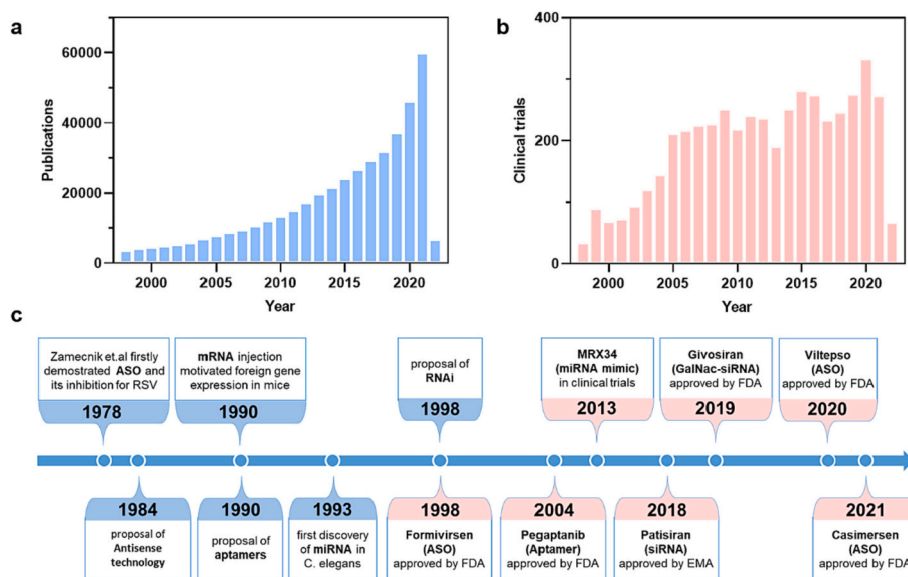 a
60000
40000
20000
0
Publications
2000
2005
2010
2015
2020
Year
b
400
200
0
Clinical trials
2000
2005
2010
2015
2020
Year
c
Zamecnik et.al firstly
demostrated ASO and
its inhibition for RSV
1978
mRNA injection
motivated foreign gene
expression in mice
1990
proposal of
RNAi
1998
MRX34
(miRNA mimic)
in clinical trials
2013
Givosiran
(GalNac-siRNA)
approved by FDA
2019
Viltepso
(ASO)
approved by FDA
2020
1984
proposal of
Antisense
technology
1990
proposal of
aptamers
1993
first discovery
of miRNA in
C. elegans
1998
Formivirsen
(ASO)
approved by FDA
2004
Pegaptanib
(Aptamer)
approved by FDA
2018
Patisiran
(siRNA)
approved by EMA
2021
Casimersen
(ASO)
approved by FDA